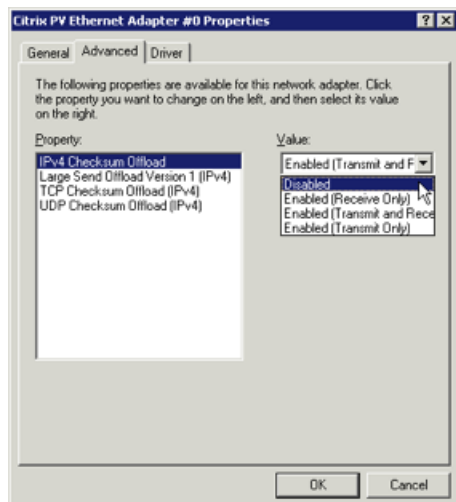 Citrix PV Ethernet Adapter #0 Properties
General Advanced Driver
The following properties are available for this network adapter. Click
the property you want to change on the left, and then select its value
on the right.
Property:
Value:
IPv4 Checksum Offload
Large Send Offload Version 1 (IPv4)
TCP Checksum Offload (IPv4)
UDP Checksum Offload (IPv4)
Enabled (Transmit and F
Disabled
Enabled (Receive Only)
Enabled (Transmit and Rece
Enabled (Transmit Only)
OK Cancel